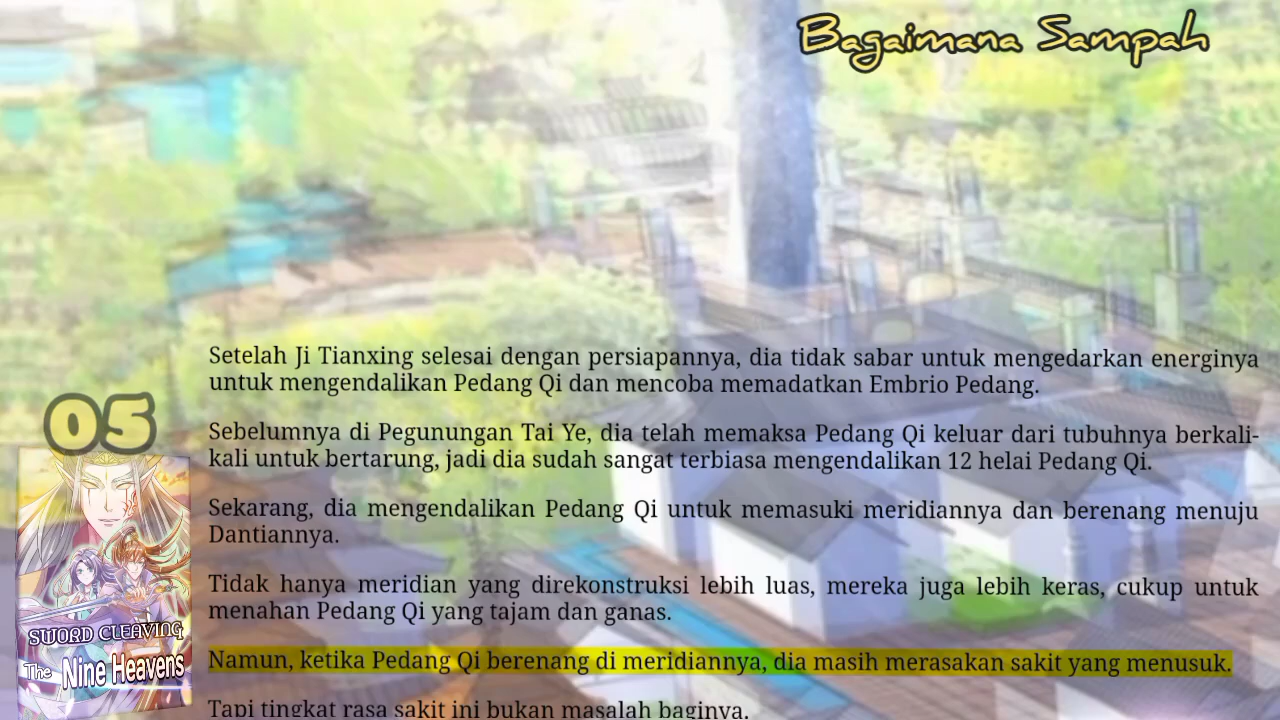 Bagaimana Sampah
Setelah Ji Tianxing selesai dengan persiapannya, dia tidak sabar untuk mengedarkan energinya
untuk mengendalikan Pedang Qi dan mencoba memadatkan Embrio Pedang.
Sebelumnya di Pegunungan Tai Ye, dia telah memaksa Pedang Qi keluar dari tubuhnya berkali-
kali untuk bertarung, jadi dia sudah sangat terbiasa mengendalikan 12 helai Pedang Qi.
Sekarang, dia mengendalikan Pedang Qi untuk memasuki meridiannya dan berenang menuju
Dantiannya.
Tidak hanya meridian yang direkonstruksi lebih luas, mereka juga lebih keras, cukup untuk
menahan Pedang Qi yang tajam dan ganas.
Namun, ketika Pedang Qi berenang di meridiannya, dia masih merasakan sakit yang menusuk.
Tapi tingkat rasa sakit ini bukan masalah baginya.
05
SWORD CLEAVING
The Nine Heavens